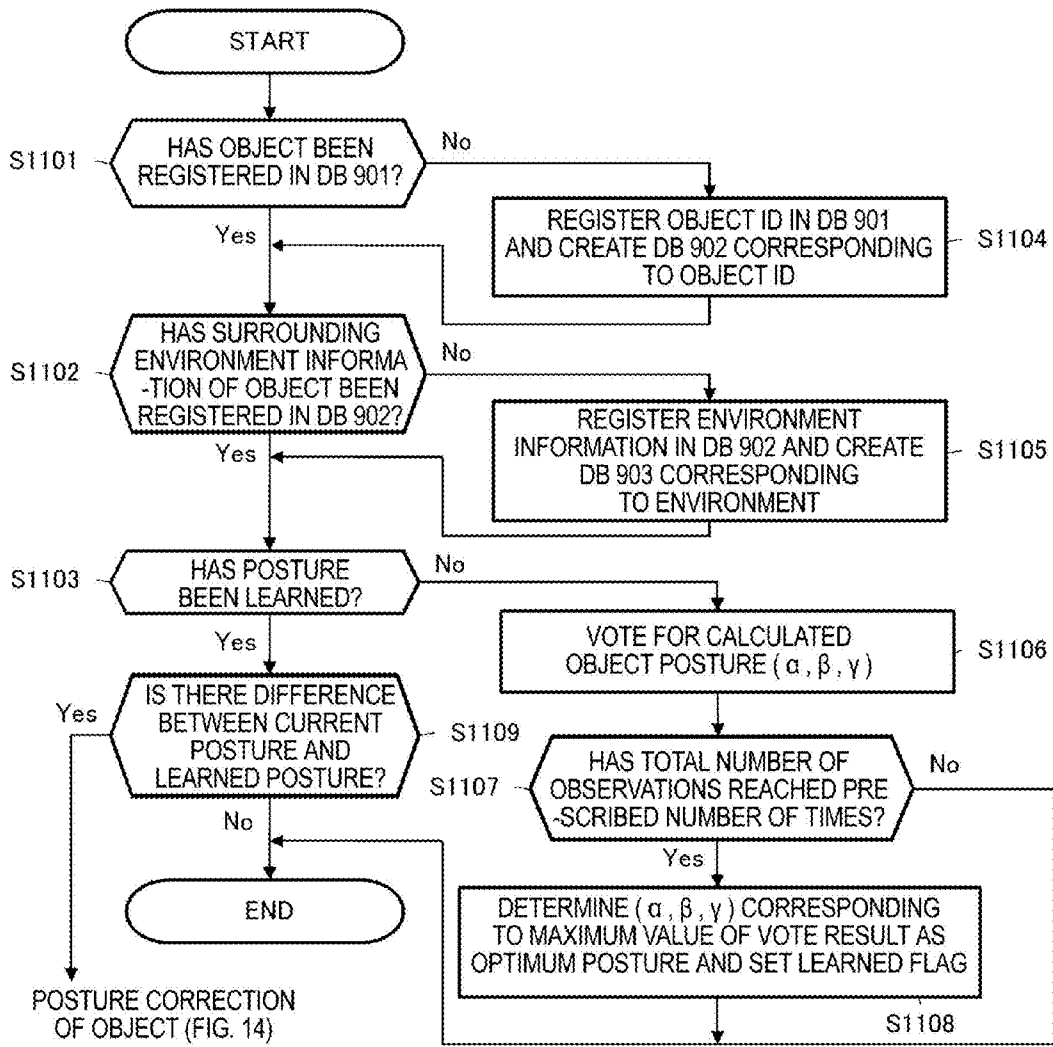 START
S1101
HAS OBJECT BEEN
REGISTERED IN DB 901?
No
Yes
REGISTER OBJECT ID IN DB 901
AND CREATE DB 902 CORRESPONDING
TO OBJECT ID
S1104
S1102
HAS SURROUNDING
ENVIRONMENT INFORMA
-TION OF OBJECT BEEN
REGISTERED IN DB 902?
No
Yes
REGISTER ENVIRONMENT
INFORMATION IN DB 902 AND CREATE
DB 903 CORRESPONDING
TO ENVIRONMENT
S1105
S1103
HAS POSTURE
BEEN LEARNED?
No
Yes
VOTE FOR CALCULATED
OBJECT POSTURE (α, β, γ)
S1106
Yes
IS THERE DIFFERENCE
BETWEEN CURRENT
POSTURE AND
LEARNED POSTURE?
S1109
No
S1107
HAS TOTAL NUMBER OF
OBSERVATIONS REACHED PRE
-SCRIBED NUMBER OF TIMES?
No
Yes
END
DETERMINE (α, β, γ) CORRESPONDING
TO MAXIMUM VALUE OF VOTE RESULT AS
OPTIMUM POSTURE AND SET LEARNED FLAG
S1108
POSTURE CORRECTION
OF OBJECT (FIG. 14)